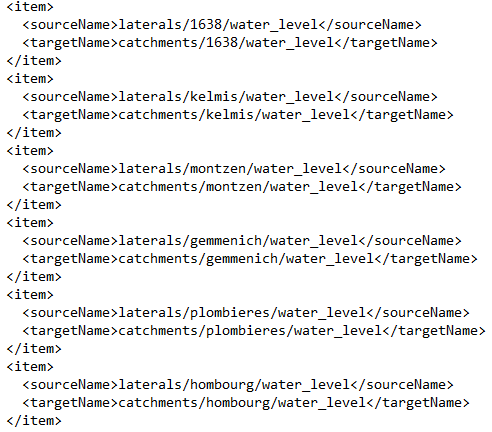 <item>
  <sourceName>laterals/1638/water_level</sourceName>
  <targetName>catchments/1638/water_level</targetName>
</item>
<item>
  <sourceName>laterals/kelmis/water_level</sourceName>
  <targetName>catchments/kelmis/water_level</targetName>
</item>
<item>
  <sourceName>laterals/montzen/water_level</sourceName>
  <targetName>catchments/montzen/water_level</targetName>
</item>
<item>
  <sourceName>laterals/gemmenich/water_level</sourceName>
  <targetName>catchments/gemmenich/water_level</targetName>
</item>
<item>
  <sourceName>laterals/plombieres/water_level</sourceName>
  <targetName>catchments/plombieres/water_level</targetName>
</item>
<item>
  <sourceName>laterals/hombourg/water_level</sourceName>
  <targetName>catchments/hombourg/water_level</targetName>
</item>